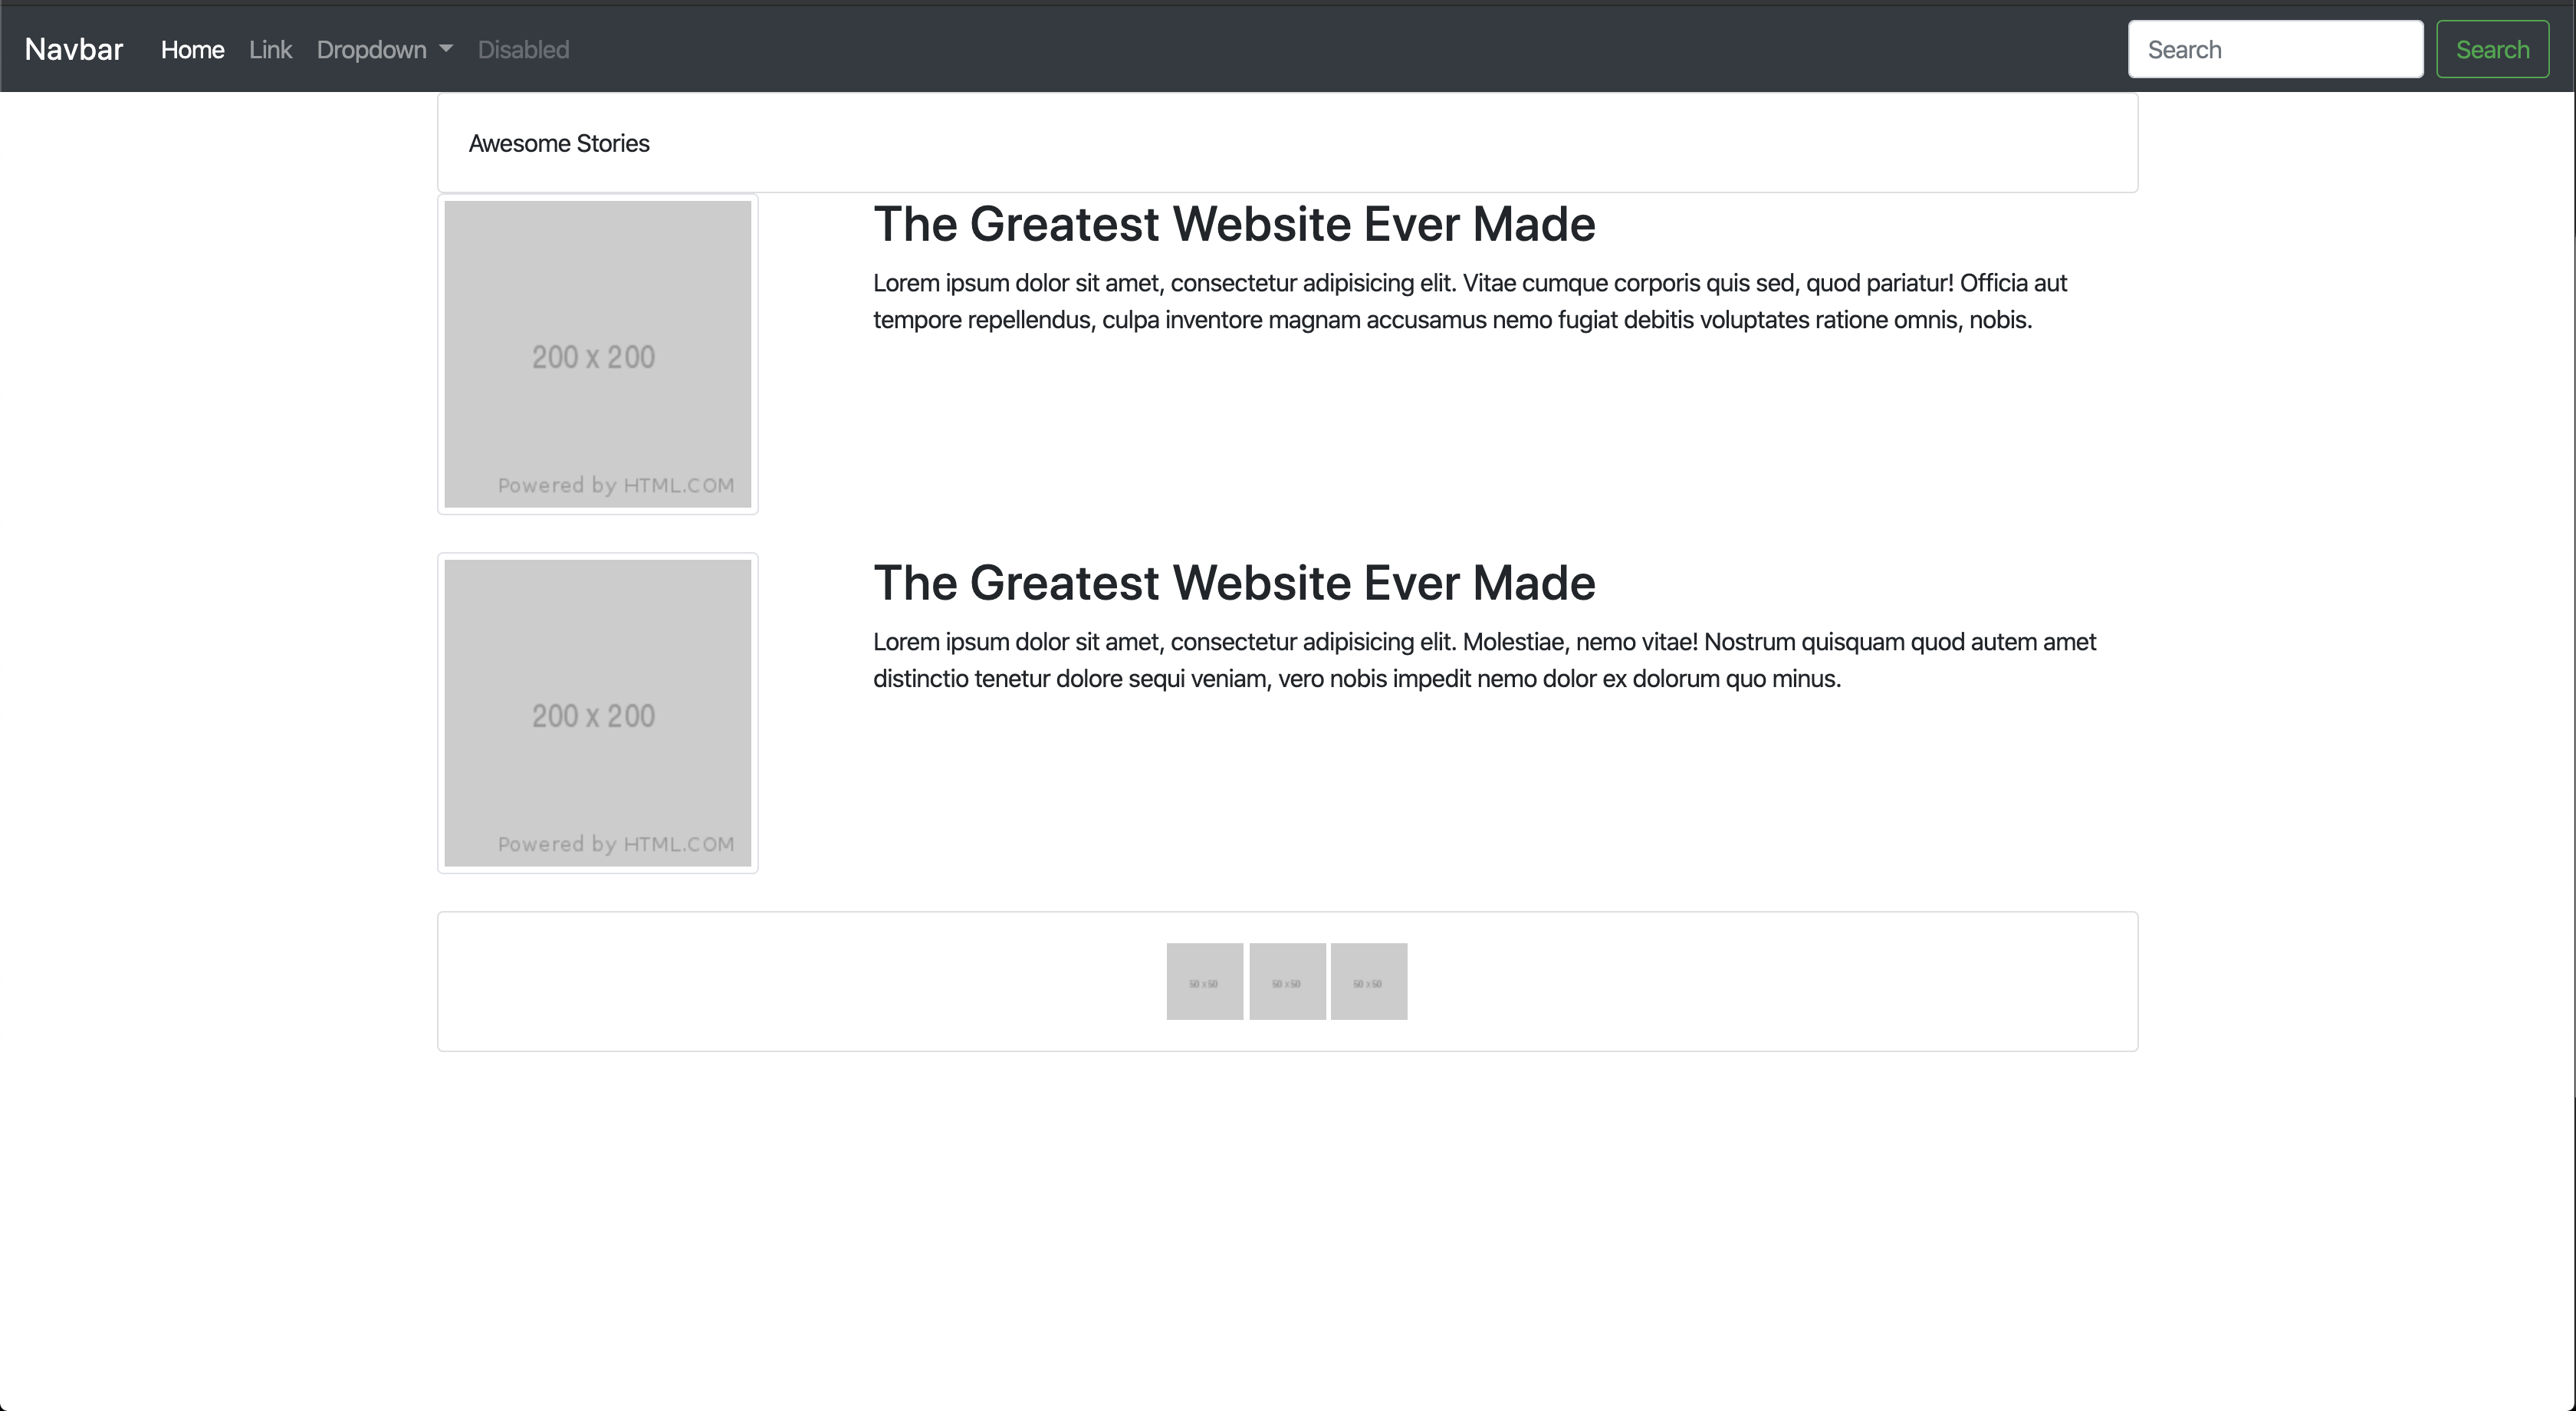 Navbar Home Link Dropdown Disabled Search Search
Awesome Stories
The Greatest Website Ever Made
Lorem ipsum dolor sit amet, consectetur adipisicing elit. Vitae cumque corporis quis sed, quod pariatur! Officia aut
tempore repellendus, culpa inventore magnam accusamus nemo fugiat debitis voluptates ratione omnis, nobis.
200 x 200
Powered by HTML.COM
The Greatest Website Ever Made
Lorem ipsum dolor sit amet, consectetur adipisicing elit. Molestiae, nemo vitae! Nostrum quisquam quod autem amet
distinctio tenetur dolore sequi veniam, vero nobis impedit nemo dolor ex dolorum quo minus.
200 x 200
Powered by HTML.COM
50 x 50 50 x 50 50 x 50